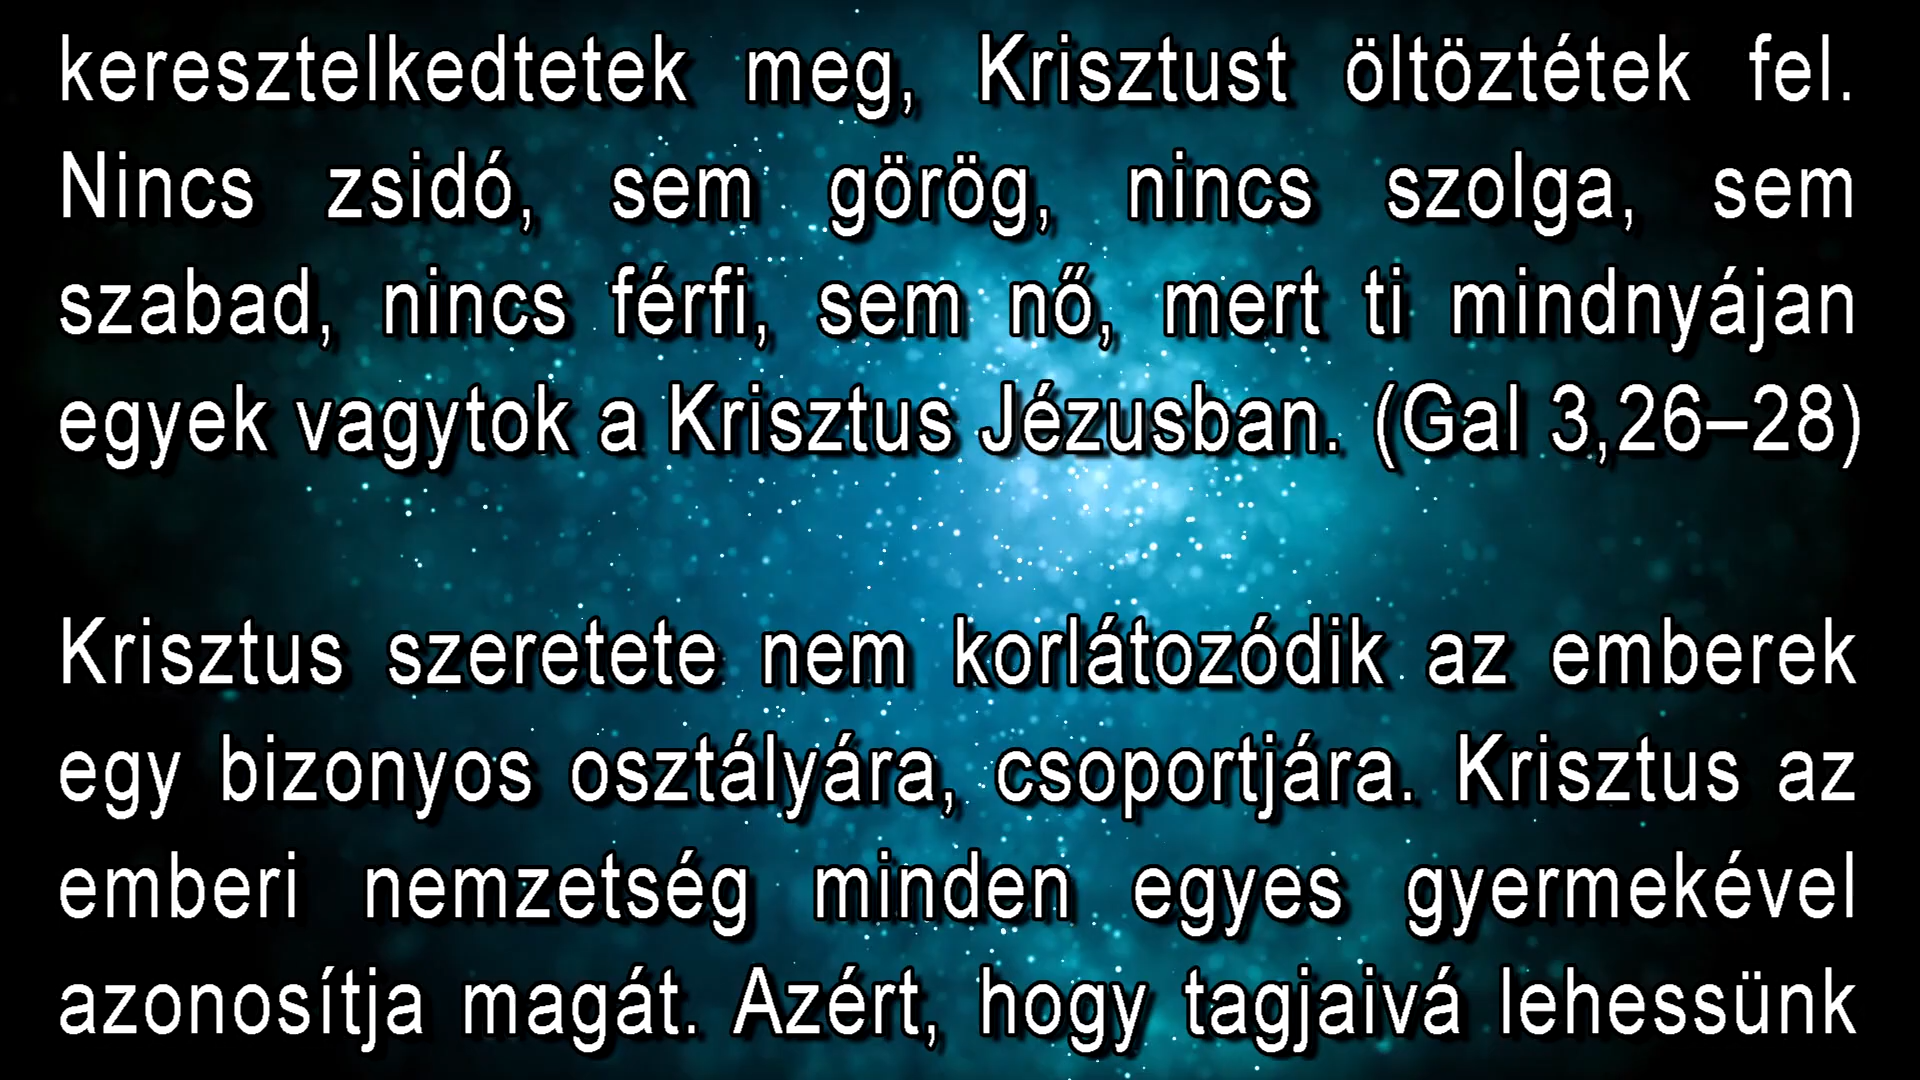 keresztelkedtetek meg, Krisztust öltöztétek fel.
Nincs zsidó, sem görög, nincs szolga, sem
szabad, nincs férfi, sem nő, mert ti mindnyájan
egyek vagytok a Krisztus Jézusban. (Gal 3,26–28)
Krisztus szeretete nem korlátozódik az emberek
egy bizonyos osztályára, csoportjára. Krisztus az
emberi nemzetség minden egyes gyermekével
azonosítja magát. Azért, hogy tagjaivá lehessünk